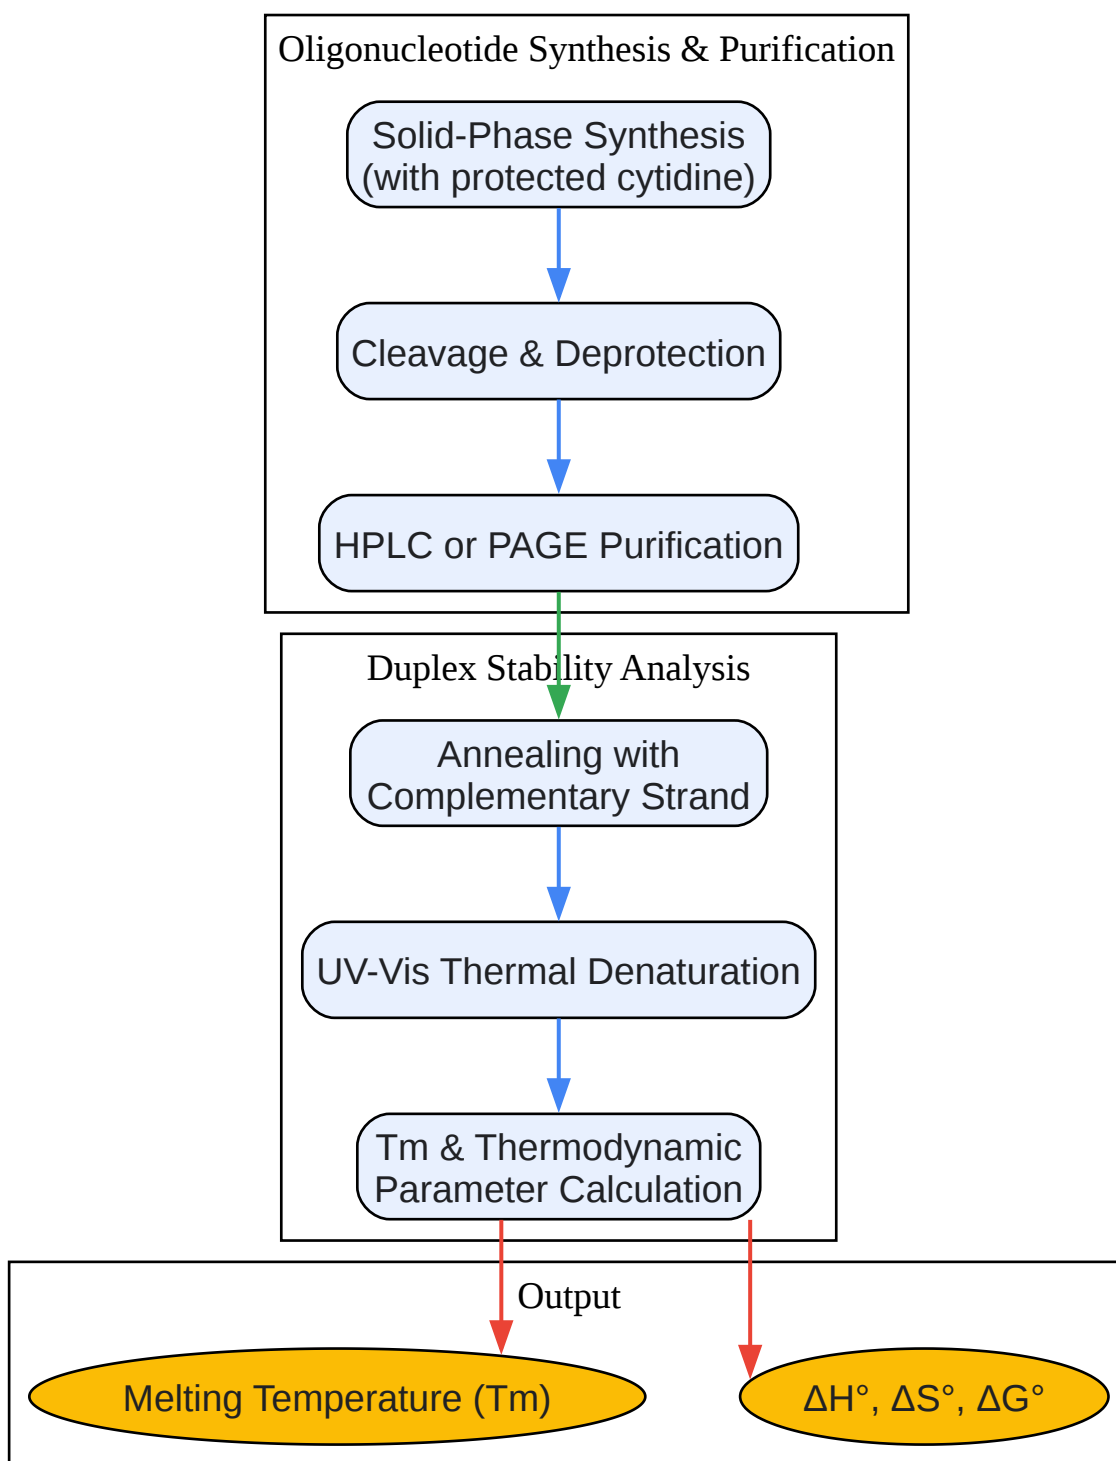 Oligonucleotide Synthesis & Purification
Solid-Phase Synthesis
(with protected cytidine)
Cleavage & Deprotection
HPLC or PAGE Purification
Duplex Stability Analysis
Annealing with
Complementary Strand
UV-Vis Thermal Denaturation
Tm & Thermodynamic
Parameter Calculation
Output
Melting Temperature (Tm)
ΔH°, ΔS°, ΔG°